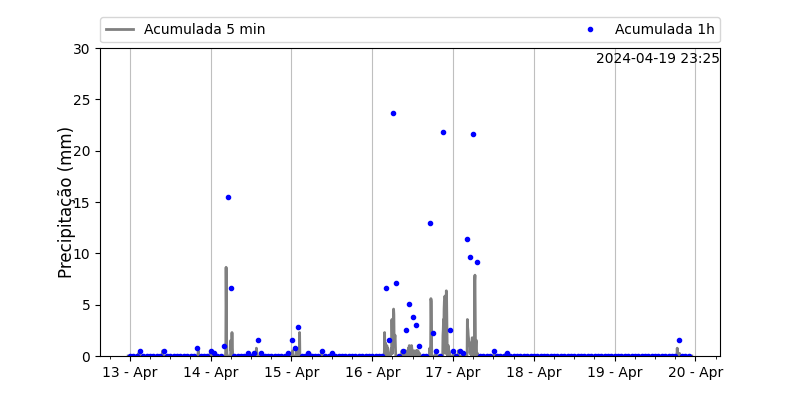 Acumulada 5 min
Acumulada 1h
2024-04-19 23:25
Precipitação (mm)
30
25
20
15
10
5
0
13 - Apr
14 - Apr
15 - Apr
16 - Apr
17 - Apr
18 - Apr
19 - Apr
20 - Apr